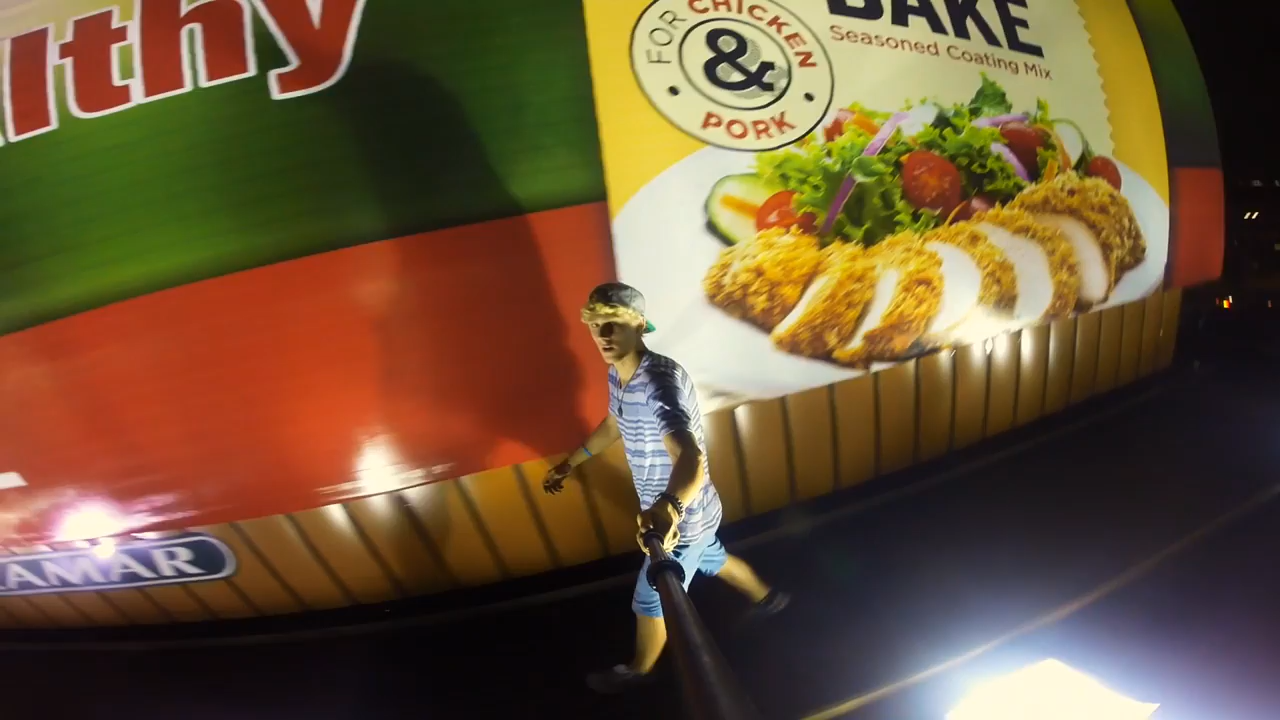 lthy
FOR CHICKEN
&
PORK
BAKE
Seasoned Coating Mix
AMAR